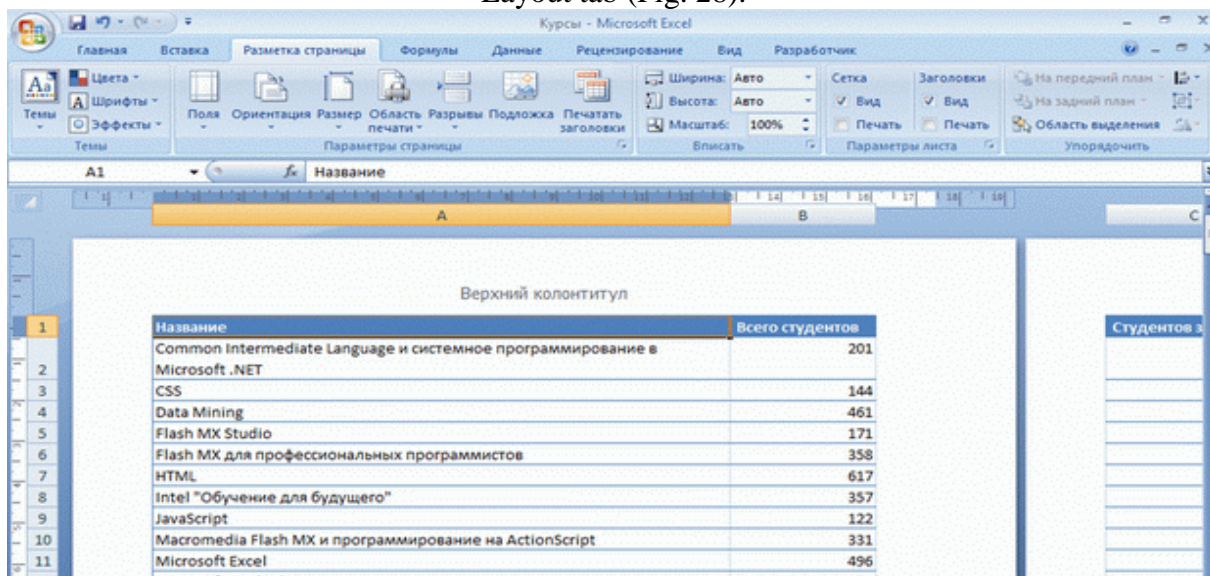 Layout tab (Fig. 28).
Курсы - Microsoft Excel
Главная Вставка Разметка страницы Формулы Данные Рецензирование Вид Разработчик
Темы Цвета Шрифты Эффекты
Поля Ориентация Размер Область печати Разрывы Подложка Печатать заголовки
Ширина: Авто
Высота: Авто
Масштаб: 100%
Сетка Заголовки
Вид Вид
Печать Печать
На передний план
На задний план
Область выделения
Темы Параметры страницы Вписать Параметры листа Упорядочить
A1 fx Название
A B C
Верхний колонтитул
1 Название Всего студентов Студентов з
Common Intermediate Language и системное программирование в 201
2 Microsoft .NET
3 CSS 144
4 Data Mining 461
5 Flash MX Studio 171
6 Flash MX для профессиональных программистов 358
7 HTML 617
8 Intel "Обучение для будущего" 357
9 JavaScript 122
10 Macromedia Flash MX и программирование на ActionScript 331
11 Microsoft Excel 496